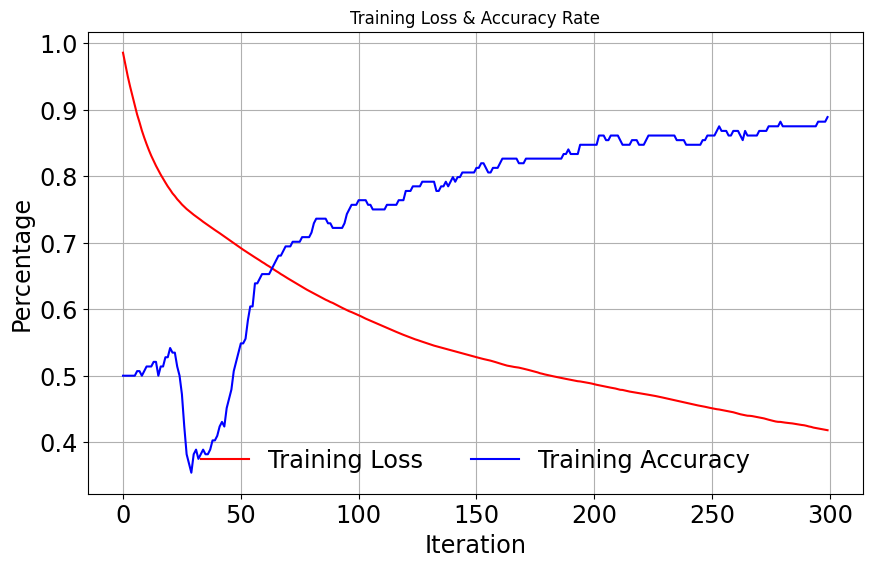 Training Loss & Accuracy Rate
1.0
0.9
0.8
0.7
0.6
0.5
0.4
Percentage
Training Loss
Training Accuracy
0 50 100 150 200 250 300
Iteration